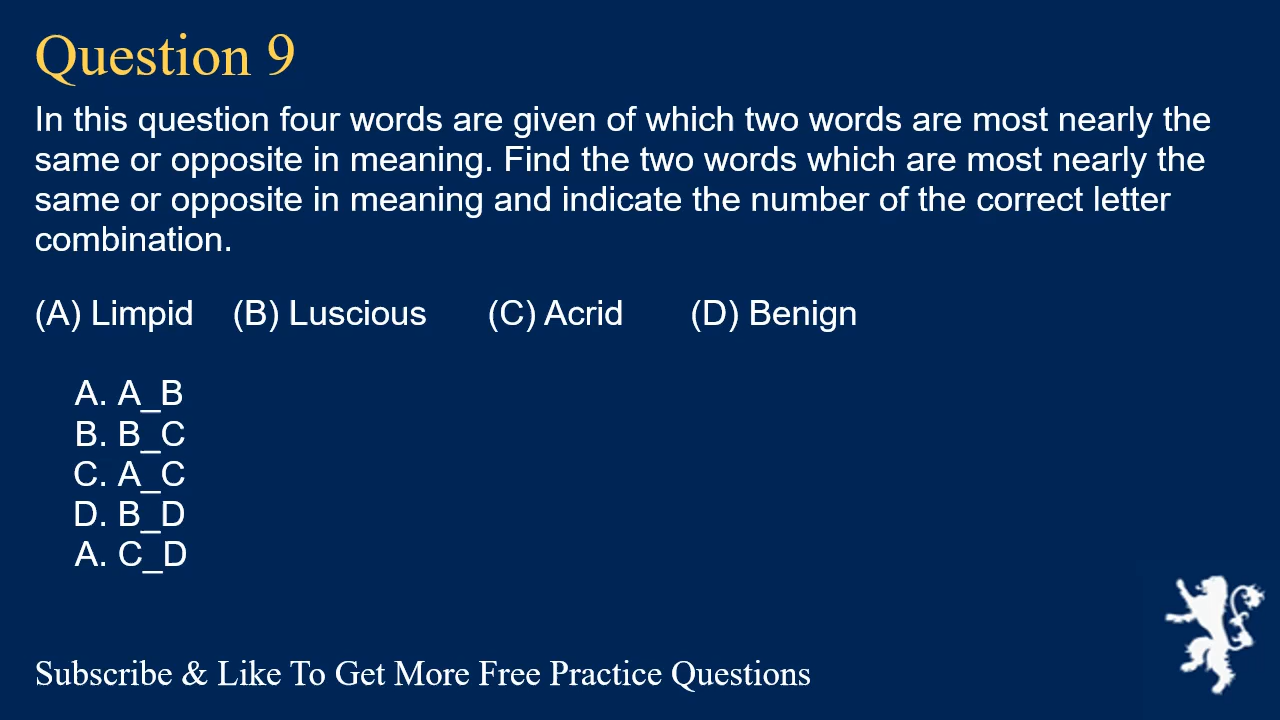 Question 9
In this question four words are given of which two words are most nearly the
same or opposite in meaning. Find the two words which are most nearly the
same or opposite in meaning and indicate the number of the correct letter
combination.
(A) Limpid (B) Luscious (C) Acrid (D) Benign
A. A_B
B. B_C
C. A_C
D. B_D
A. C_D
Subscribe & Like To Get More Free Practice Questions